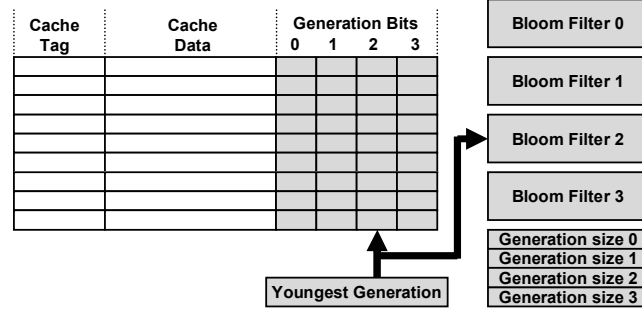 Cache Tag
Cache Data
Generation Bits
0 1 2 3
Bloom Filter 0
Bloom Filter 1
Bloom Filter 2
Bloom Filter 3
Generation size 0
Generation size 1
Generation size 2
Generation size 3
Youngest Generation